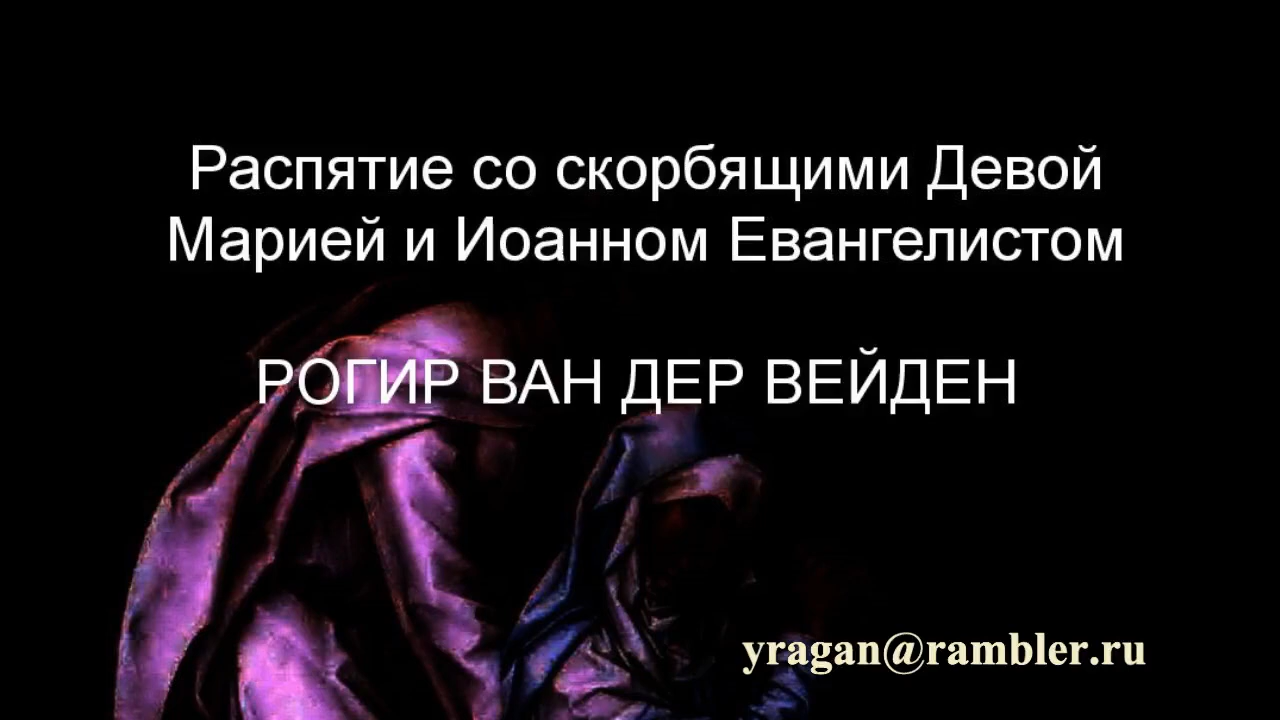 Распятие со скорбящими Девой
Марией и Иоанном Евангелистом
РОГИР ВАН ДЕР ВЕЙДЕН
yragan@rambler.ru